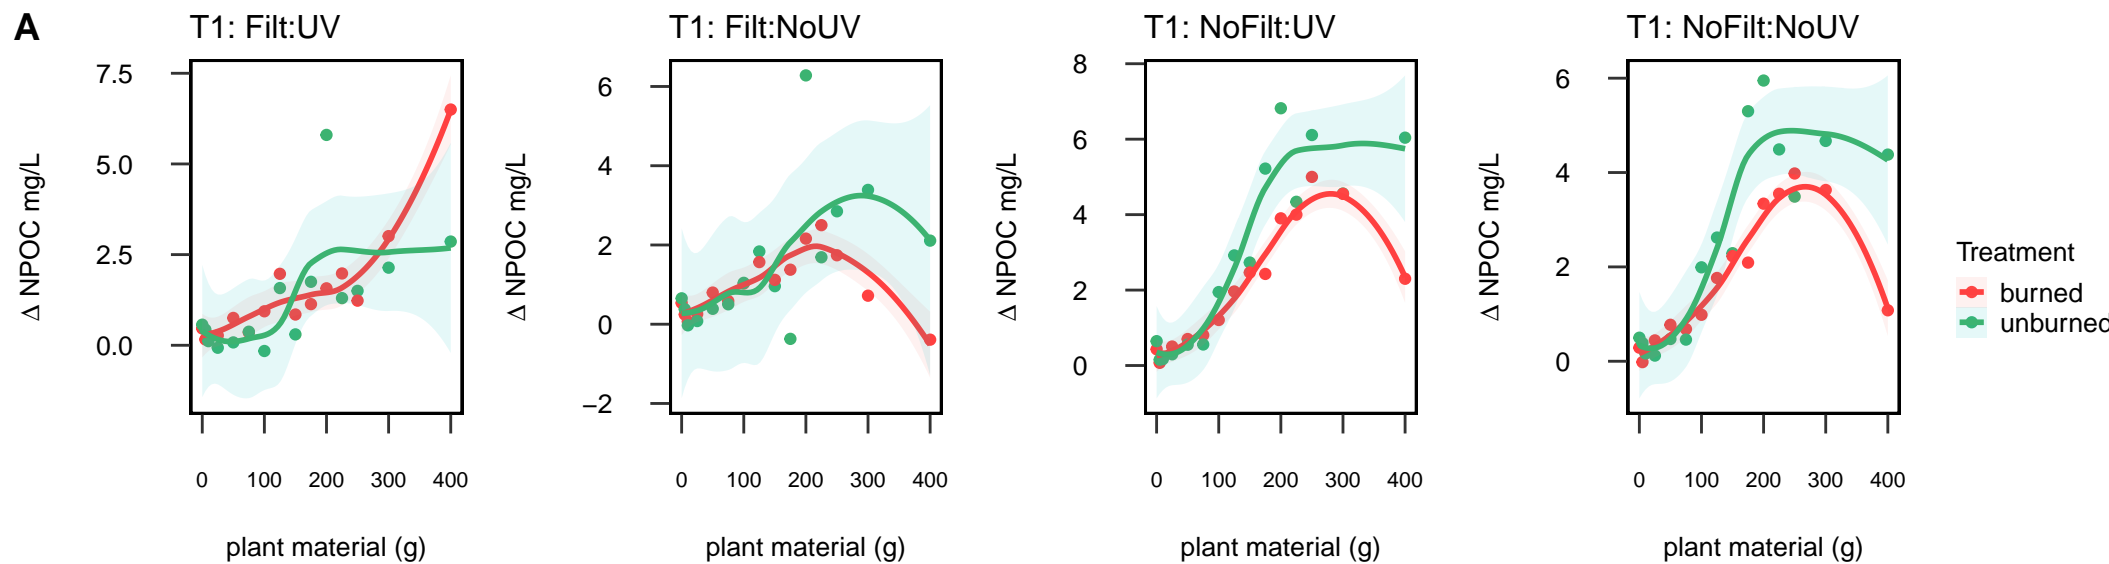 A
T1: Filt:UV
T1: Filt:NoUV
T1: NoFilt:UV
T1: NoFilt:NoUV
Δ NPOC mg/L
7.5
5.0
2.5
0.0
0 100 200 300 400
plant material (g)
Δ NPOC mg/L
6
4
2
0
−2
0 100 200 300 400
plant material (g)
Δ NPOC mg/L
8
6
4
2
0
0 100 200 300 400
plant material (g)
Δ NPOC mg/L
6
4
2
0
0 100 200 300 400
plant material (g)
Treatment
burned
unburned